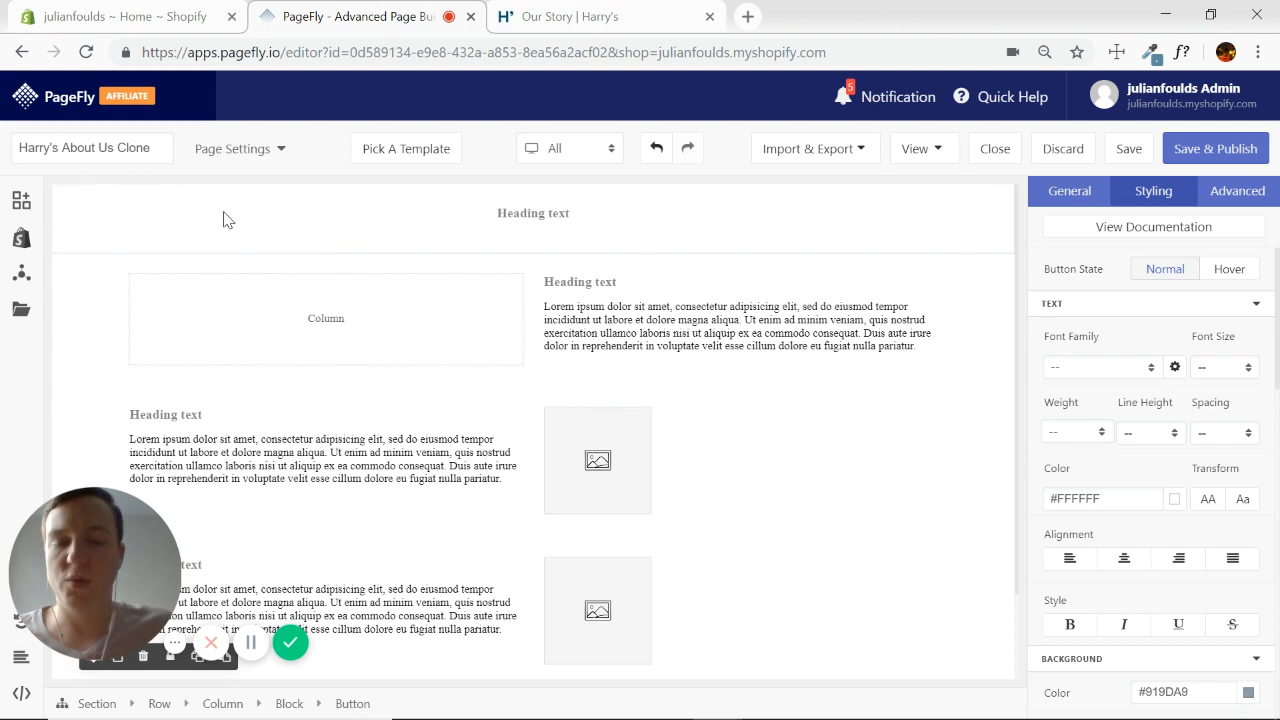 julianfoulds ~ Home ~ Shopify
PageFly - Advanced Page Bu
H' Our Story | Harry's
https://apps.pagefly.io/editor?id=0d589134-e9e8-432a-a853-8ea56a2acf02&shop=julianfoulds.myshopify.com
f?
PageFly AFFILIATE
5
Notification
Quick Help
julianfoulds Admin
julianfoulds.myshopify.com
Harry's About Us Clone
Page Settings
Pick A Template
All
Import & Export
View
Close
Discard
Save
Save & Publish
General
Styling
Advanced
View Documentation
Button State
Normal
Hover
TEXT
Font Family
Font Size
--
--
Weight
Line Height
Spacing
--
--
--
Color
Transform
#FFFFFF
AA
Aa
Alignment
Style
B
I
U
S
BACKGROUND
Color
#919DA9
Heading text
Column
Heading text
Lorem ipsum dolor sit amet, consectetur adipisicing elit, sed do eiusmod tempor
incididunt ut labore et dolore magna aliqua. Ut enim ad minim veniam, quis nostrud
exercitation ullamco laboris nisi ut aliquip ex ea commodo consequat. Duis aute irure
dolor in reprehenderit in voluptate velit esse cillum dolore eu fugiat nulla pariatur.
Heading text
Lorem ipsum dolor sit amet, consectetur adipisicing elit, sed do eiusmod tempor
incididunt ut labore et dolore magna aliqua. Ut enim ad minim veniam, quis nostrud
exercitation ullamco laboris nisi ut aliquip ex ea commodo consequat. Duis aute irure
dolor in reprehenderit in voluptate velit esse cillum dolore eu fugiat nulla pariatur.
text
dolor sit amet, consectetur adipisicing elit, sed do eiusmod tempor
ut labore et dolore magna aliqua. Ut enim ad minim veniam, quis nostrud
ullamco laboris nisi ut aliquip ex ea commodo consequat. Duis aute irure
esse cillum dolore eu fugiat nulla pariatur.
Section
Row
Column
Block
Button